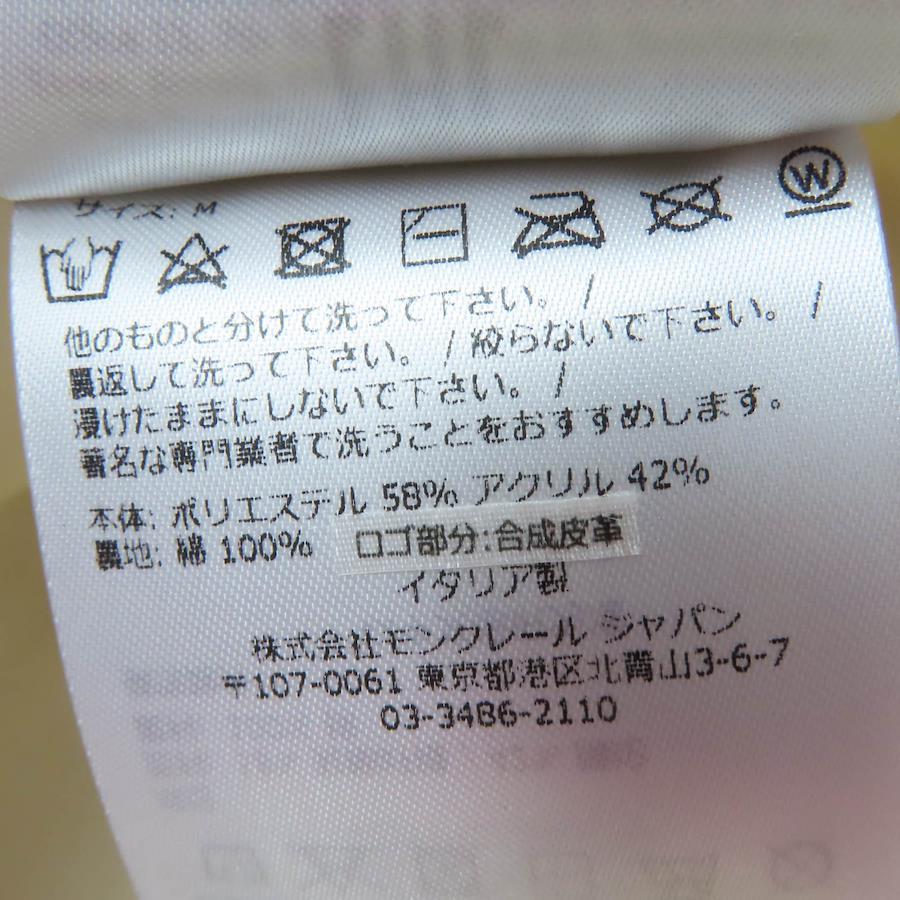 サイズ: M
W
他のものと分けて洗って下さい。 /
裏返して洗って下さい。 / 絞らないで下さい。 /
浸けたままにしないで下さい。 /
著名な専門業者で洗うことをおすすめします。
本体: ポリエステル 58% アクリル 42%
裏地: 綿 100% ロゴ部分:合成皮革
イタリア製
株式会社モンクレール ジャパン
〒107-0061 東京都港区北青山3-6-7
03-3486-2110